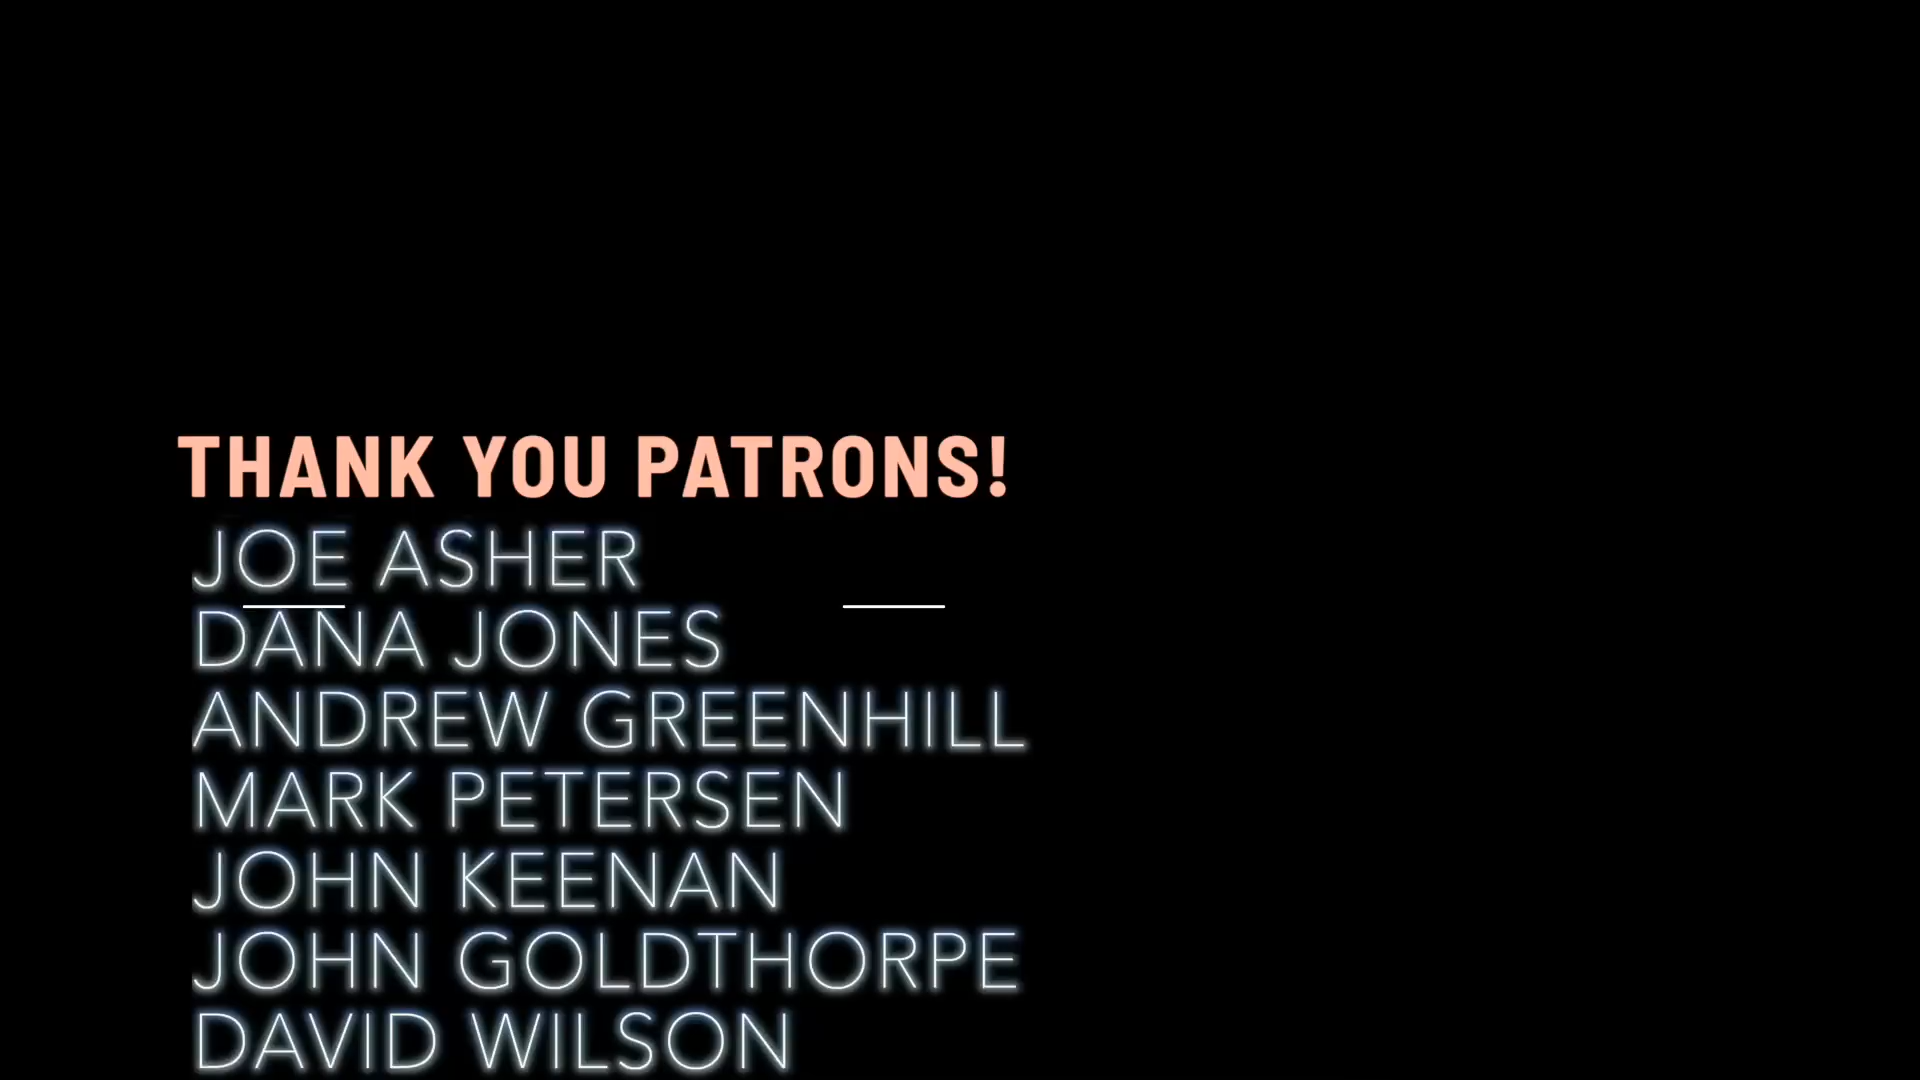 THANK YOU PATRONS!
JOE ASHER
DANA JONES
ANDREW GREENHILL
MARK PETERSEN
JOHN KEENAN
JOHN GOLDTHORPE
DAVID WILSON